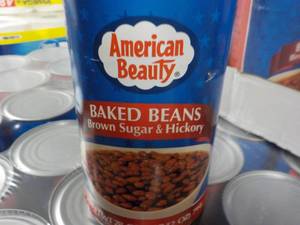 American
Beauty®
BAKED BEANS
Brown Sugar & Hickory